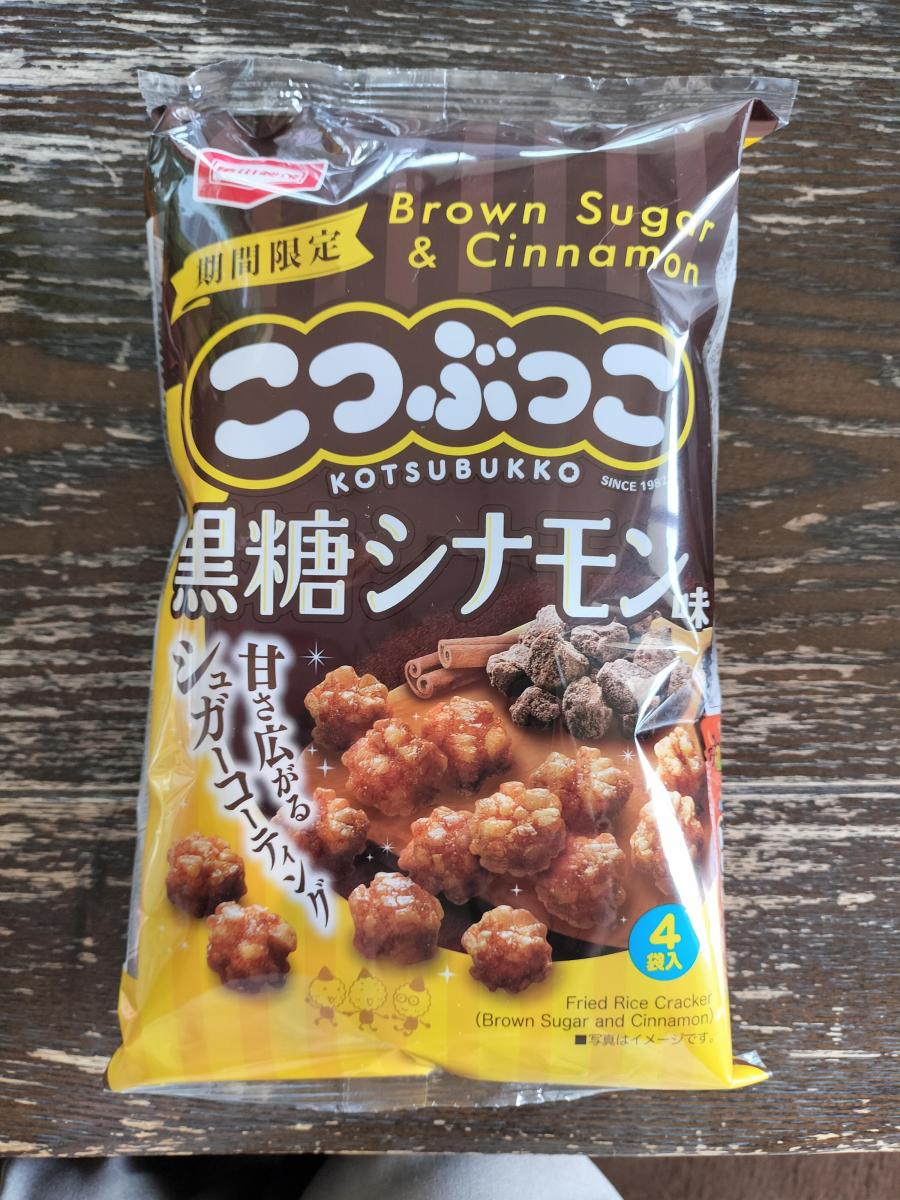 期間限定
Brown Sugar
& Cinnamon
こつぶっこ
KOTSUBUKKO
SINCE 1982
黒糖シナモン味
甘さ広がる
シュガーコーティング
4
袋入
Fried Rice Cracker
(Brown Sugar and Cinnamon)
■写真はイメージです。